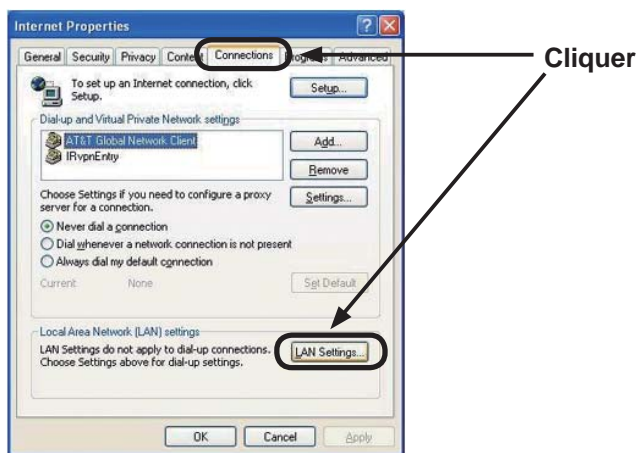 Internet Properties
General Security Privacy Content Connections Programs Advanced
Cliquer
To set up an Internet connection, click
Setup.
Setup...
Dial-up and Virtual Private Network settings
AT&T Global Network Client
IRvpnEntry
Add...
Remove
Choose Settings if you need to configure a proxy
server for a connection.
Settings...
Never dial a connection
Dial whenever a network connection is not present
Always dial my default connection
Current None
Set Default
Local Area Network (LAN) settings
LAN Settings do not apply to dial-up connections.
Choose Settings above for dial-up settings.
LAN Settings...
OK Cancel Apply